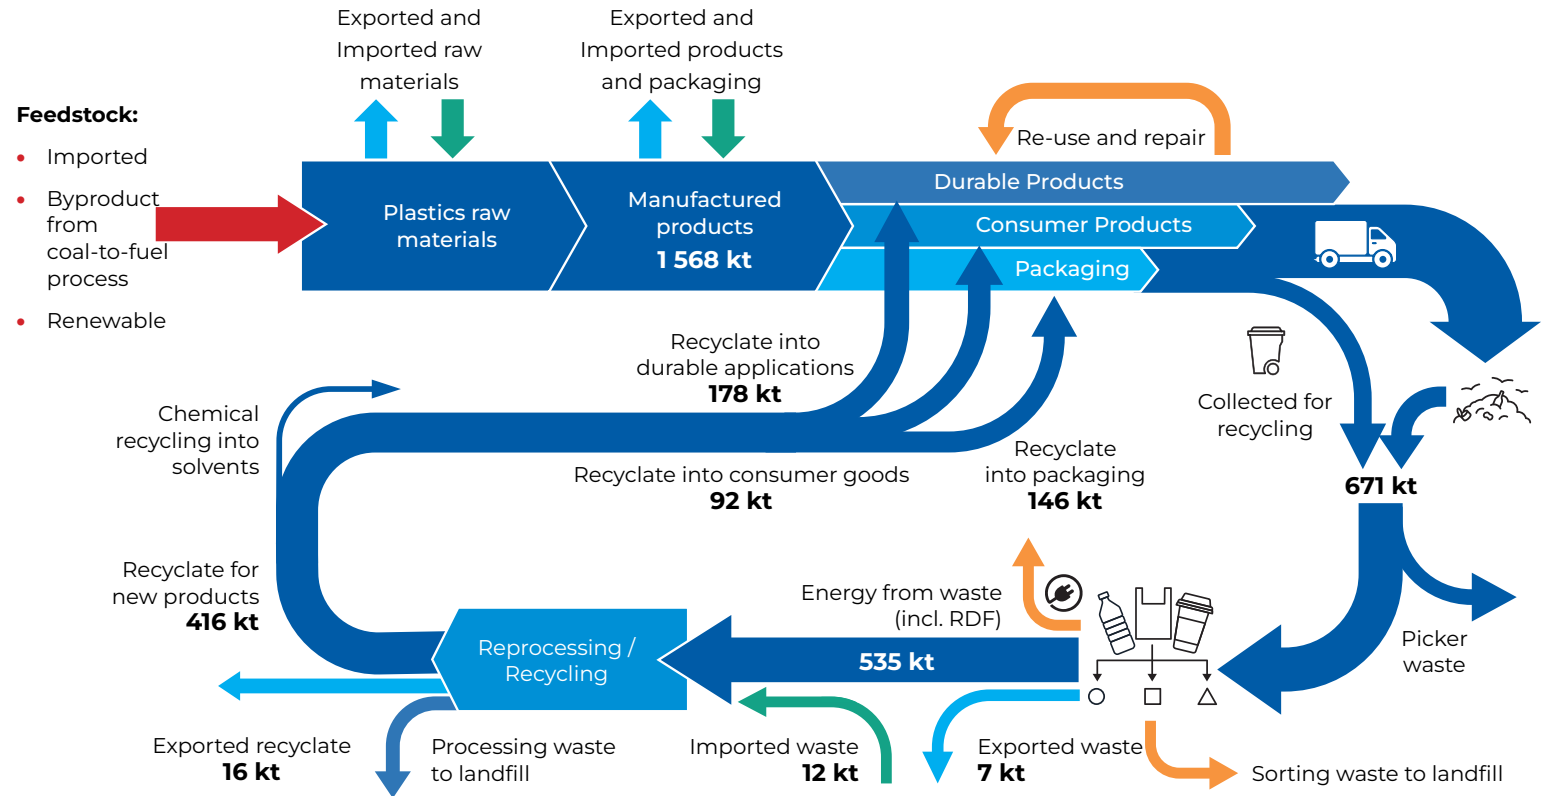 Exported and
Imported raw
materials
Exported and
Imported products
and packaging
Feedstock:
• Imported
• Byproduct
from
coal-to-fuel
process
• Renewable
Re-use and repair
Plastics raw
materials
Manufactured
products
1 568 kt
Durable Products
Consumer Products
Packaging
Recyclate into
durable applications
178 kt
Chemical
recycling into
solvents
Collected for
recycling
Recyclate into consumer goods
92 kt
Recyclate
into packaging
146 kt
671 kt
Recyclate for
new products
416 kt
Energy from waste
(incl. RDF)
Reprocessing /
Recycling
535 kt
Picker
waste
Exported recyclate
16 kt
Processing waste
to landfill
Imported waste
12 kt
Exported waste
7 kt
Sorting waste to landfill